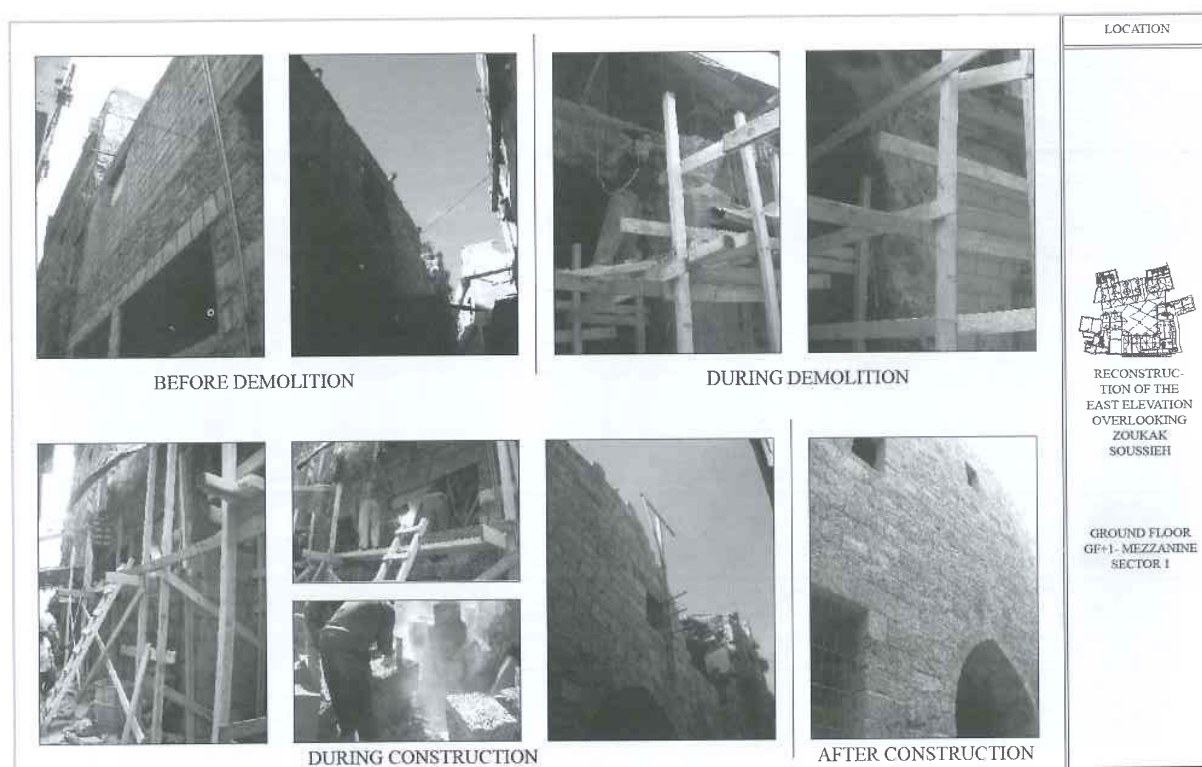 LOCATION
BEFORE DEMOLITION
DURING DEMOLITION
DURING CONSTRUCTION
AFTER CONSTRUCTION
RECONSTRUC-
TION OF THE
EAST ELEVATION
OVERLOOKING
ZOUKAK
SOUSSIEH
GROUND FLOOR
GF+1- MEZZANINE
SECTOR 1